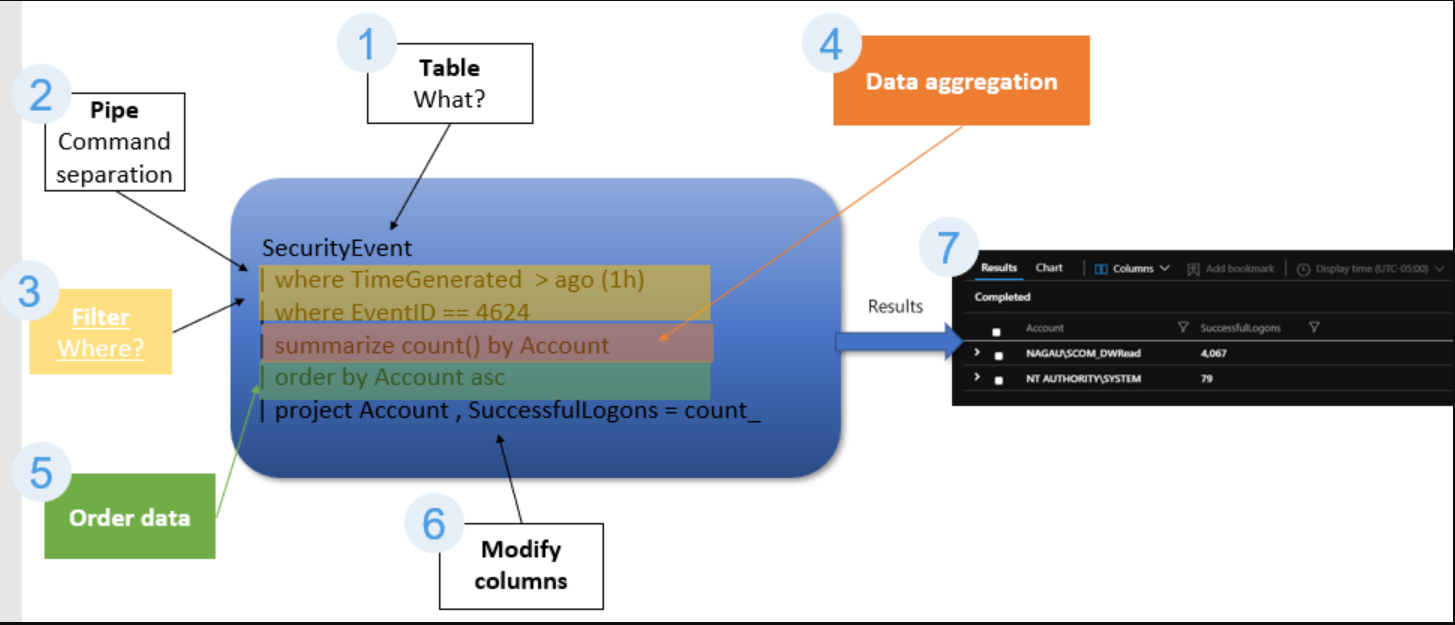 1
Table
What?
2
Pipe
Command
separation
3
Filter
Where?
4
Data aggregation
SecurityEvent
| where TimeGenerated > ago (1h)
| where EventID == 4624
| summarize count() by Account
| order by Account asc
| project Account , SuccessfulLogons = count_
5
Order data
6
Modify
columns
Results
7
Results Chart Columns Add bookmark Display time (UTC-05:00)
Completed
Account SuccessfulLogons
NAGAU\SCOM_DWRead 4,067
NT AUTHORITY\SYSTEM 79